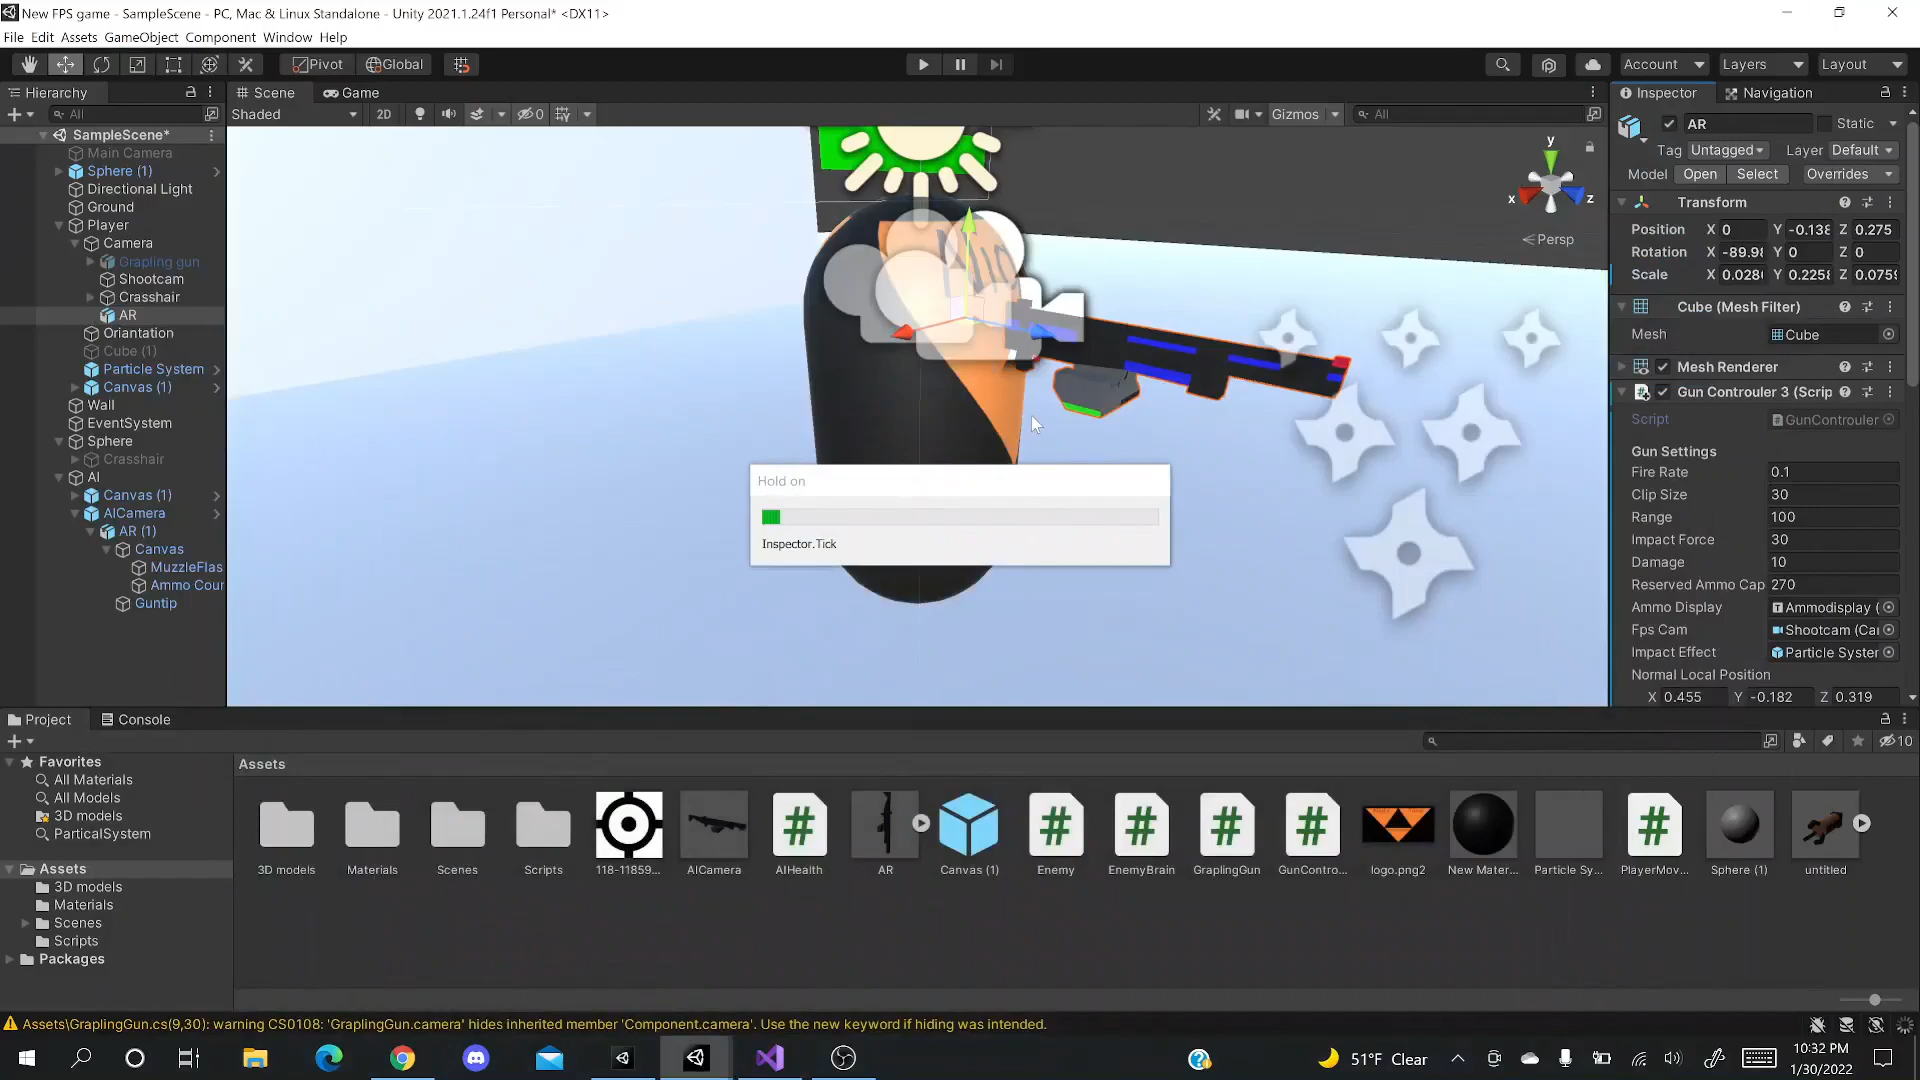 New FPS game - SampleScene - PC, Mac & Linux Standalone - Unity 2021.1.24f1 Personal* <DX11>
File Edit Assets GameObject Component Window Help
Pivot Global Account Layers Layout
Hierarchy
All
SampleScene*
Main Camera
Sphere (1)
Directional Light
Ground
Player
Camera
Grapling gun
Shootcam
Crasshair
AR
Orientation
Cube (1)
Particle System
Canvas (1)
Wall
EventSystem
Sphere
Crasshair
AI
Canvas (1)
AICamera
AR (1)
Canvas
MuzzleFlas
Ammo Cour
Guntip
Scene Game
Shaded 2D 0 Gizmos All
y
x z
Persp
Hold on
Inspector.Tick
Inspector Navigation
AR Static
Tag Untagged Layer Default
Model Open Select Overrides
Transform
Position X 0 Y -0.138 Z 0.275
Rotation X -89.98 Y 0 Z 0
Scale X 0.028 Y 0.2258 Z 0.0759
Cube (Mesh Filter)
Mesh Cube
Mesh Renderer
Gun Controuler 3 (Scrip
Script GunControuler
Gun Settings
Fire Rate 0.1
Clip Size 30
Range 100
Impact Force 30
Damage 10
Reserved Ammo Cap 270
Ammo Display Ammodisplay (
Fps Cam Shootcam (Ca
Impact Effect Particle Syster
Normal Local Position
X 0.455 Y -0.182 Z 0.319
Project Console
10
Favorites
All Materials
All Models
3D models
ParticalSystem
Assets
3D models
Materials
Scenes
Scripts
Packages
Assets
3D models Materials Scenes Scripts 118-11859... AICamera AIHealth AR Canvas (1) Enemy EnemyBrain GraplingGun GunContro... logo.png2 New Mater... Particle Sy... PlayerMov... Sphere (1) untitled
Assets\GraplingGun.cs(9,30): warning CS0108: 'GraplingGun.camera' hides inherited member 'Component.camera'. Use the new keyword if hiding was intended.
51°F Clear
10:32 PM
1/30/2022